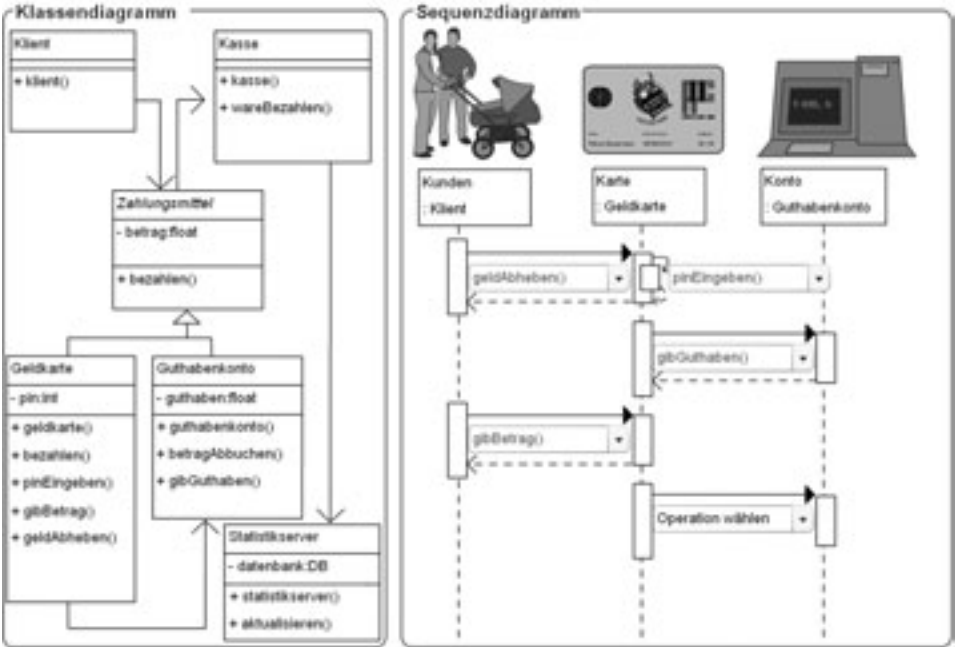 Klassendiagramm
Klient
+ klient()
Kasse
+ kasse()
+ wareBezahlen()
Zahlungsmittel
- betrag:float
+ bezahlen()
Geldkarte
- pin:int
+ geldkarte()
+ bezahlen()
+ pinEingeben()
+ gibBetrag()
+ geldAbheben()
Guthabenkonto
- guthaben:float
+ guthabenkonto()
+ betragAbbuchen()
+ gibGuthaben()
Statistikserver
- datenbank:DB
+ statistikserver()
+ aktualisieren()
Sequenzdiagramm
Kunden
: Klient
Karte
: Geldkarte
Konto
: Guthabenkonto
geldAbheben()
pinEingeben()
gibGuthaben()
gibBetrag()
Operation wählen